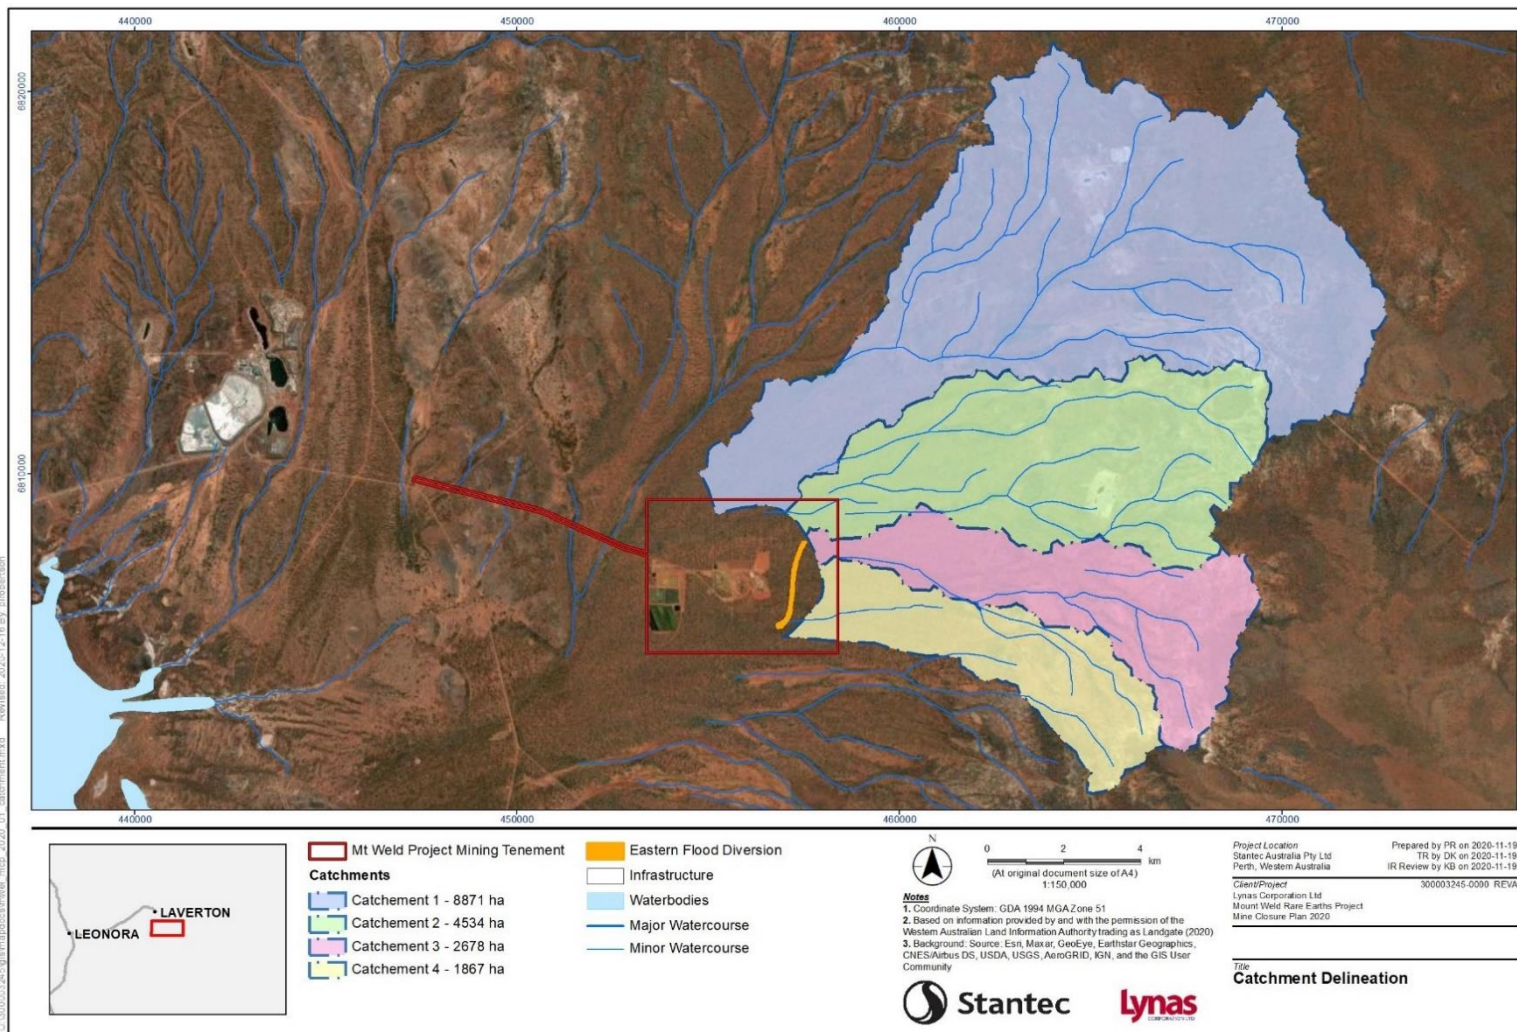 440000
450000
460000
470000
6820000
6810000
440000
450000
460000
470000
LAVERTON
LEONORA
Mt Weld Project Mining Tenement
Catchments
Catchement 1 - 8871 ha
Catchement 2 - 4534 ha
Catchement 3 - 2678 ha
Catchement 4 - 1867 ha
Eastern Flood Diversion
Infrastructure
Waterbodies
Major Watercourse
Minor Watercourse
N
0 2 4
km
(At original document size of A4)
1:150,000
Notes
1. Coordinate System: GDA 1994 MGA Zone 51
2. Based on information provided by and with the permission of the
Western Australian Land Information Authority trading as Landgate (2020)
3. Background: Source: Esri, Maxar, GeoEye, Earthstar Geographics,
CNES/Airbus DS, USDA, USGS, AeroGRID, IGN, and the GIS User
Community
Stantec
Lynas
CORPORATION LTD
Project Location
Stantec Australia Pty Ltd
Perth, Western Australia
Prepared by PR on 2020-11-19
TR by DK on 2020-11-19
IR Review by KB on 2020-11-19
Client/Project
300003245-0000 REVA
Lynas Corporation Ltd
Mount Weld Rare Earths Project
Mine Closure Plan 2020
Title
Catchment Delineation